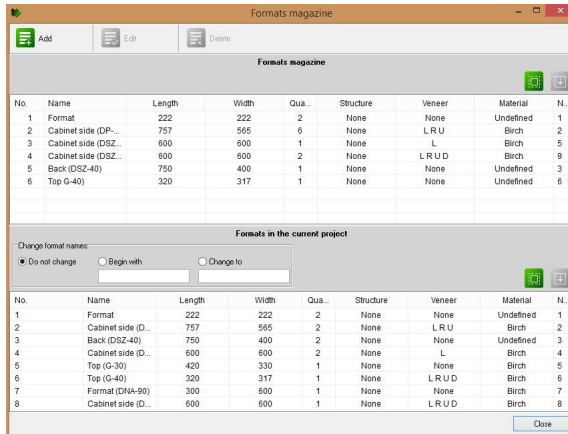 Formats magazine
Add Edit Delete
Formats magazine
No. Name Length Width Qua... Structure Veneer Material N...
1 Format 222 222 2 None None Undefined 1
2 Cabinet side (DP-... 757 565 6 None L R U Birch 2
3 Cabinet side (DSZ... 600 600 1 None L Birch 5
4 Cabinet side (DSZ... 600 600 2 None L R U D Birch 9
5 Back (DSZ-40) 750 400 1 None None Undefined 3
6 Top G-40) 320 317 1 None None Undefined 6
Formats in the current project
Change format names:
Do not change Begin with Change to
No. Name Length Width Qua... Structure Veneer Material N...
1 Format 222 222 2 None None Undefined 1
2 Cabinet side (D... 757 565 2 None L R U Birch 2
3 Back (DSZ-40) 750 400 2 None None Undefined 3
4 Cabinet side (D... 600 600 2 None L Birch 4
5 Top (G-30) 420 330 1 None None Birch 5
6 Top (G-40) 320 317 1 None L R U D Birch 6
7 Format (DNA-90) 300 600 1 None None Birch 7
8 Cabinet side (D... 600 600 1 None L R U D Birch 8
Close